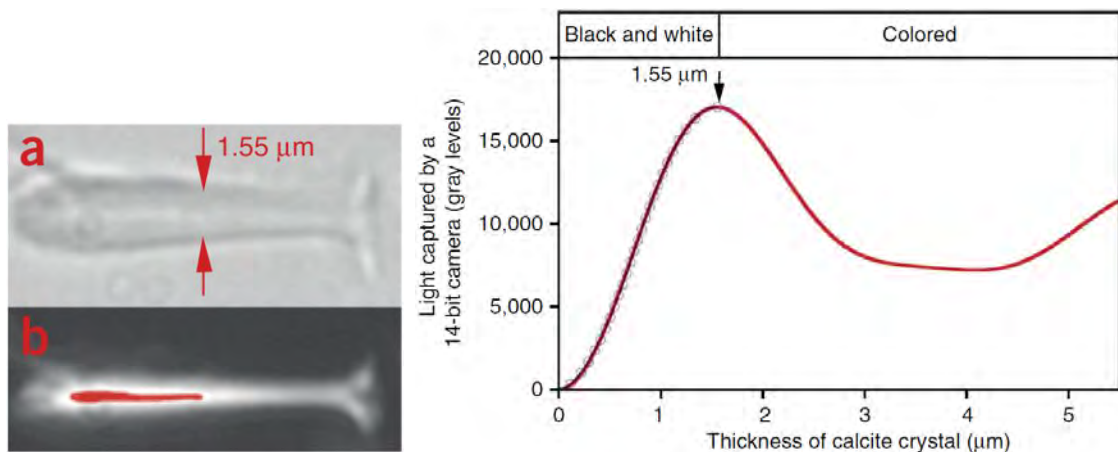 a
1.55 μm
b
Black and white
Colored
20,000
1.55 μm
15,000
10,000
5,000
0
Light captured by a
14-bit camera (gray levels)
0 1 2 3 4 5
Thickness of calcite crystal (μm)